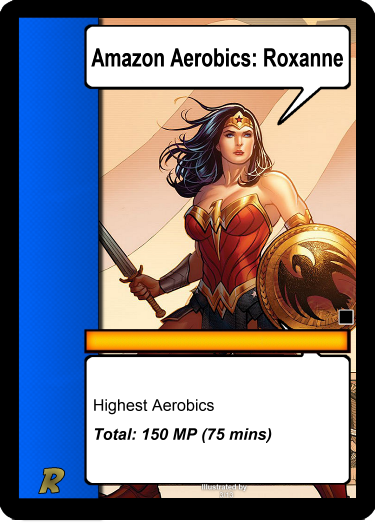 Amazon Aerobics: Roxanne
Highest Aerobics
Total: 150 MP (75 mins)
R
Illustrated by